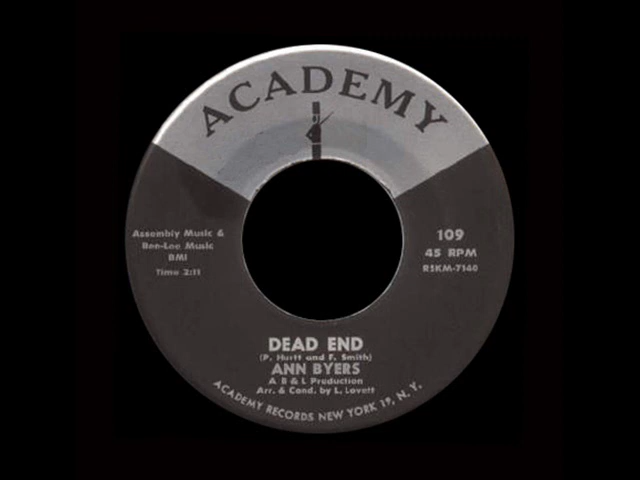 ACADEMY
Assembly Music &
Ben-Lee Music
BMI
Time 2:11
109
45 RPM
RSKM-7140
DEAD END
(P. Hurtt and F. Smith)
ANN BYERS
A B & L Production
Arr. & Cond. by L. Lovett
ACADEMY RECORDS NEW YORK 19, N. Y.